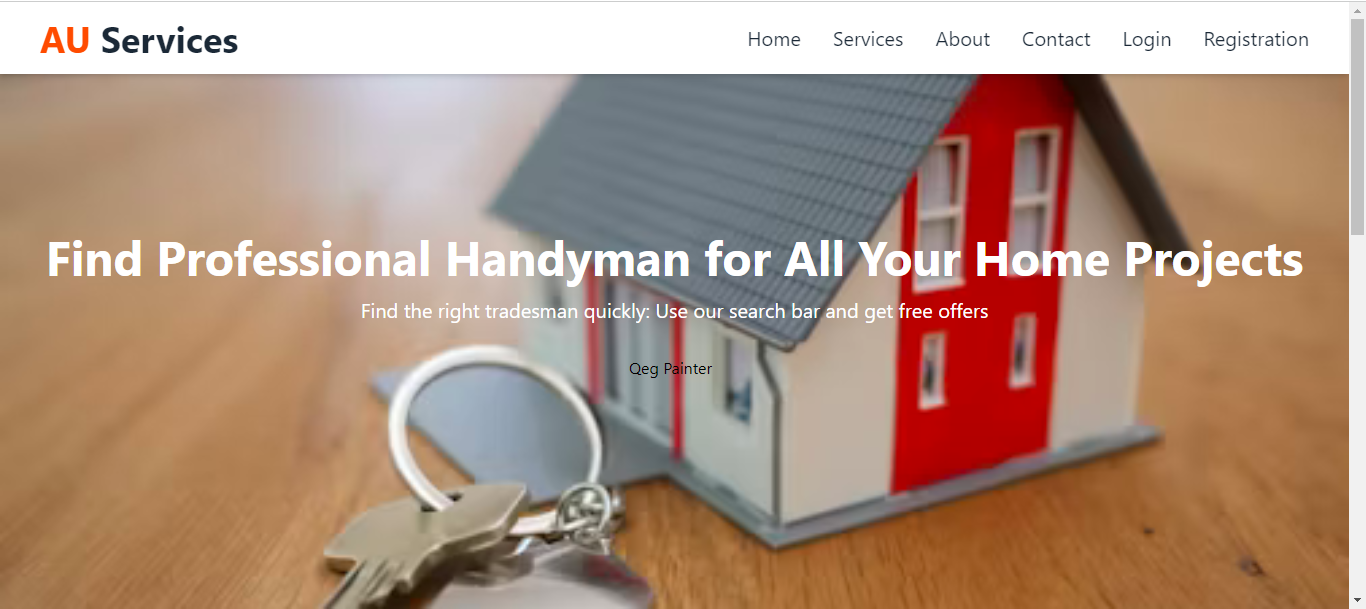 AU Services
Home Services About Contact Login Registration
Find Professional Handyman for All Your Home Projects
Find the right tradesman quickly: Use our search bar and get free offers
Qeg Painter